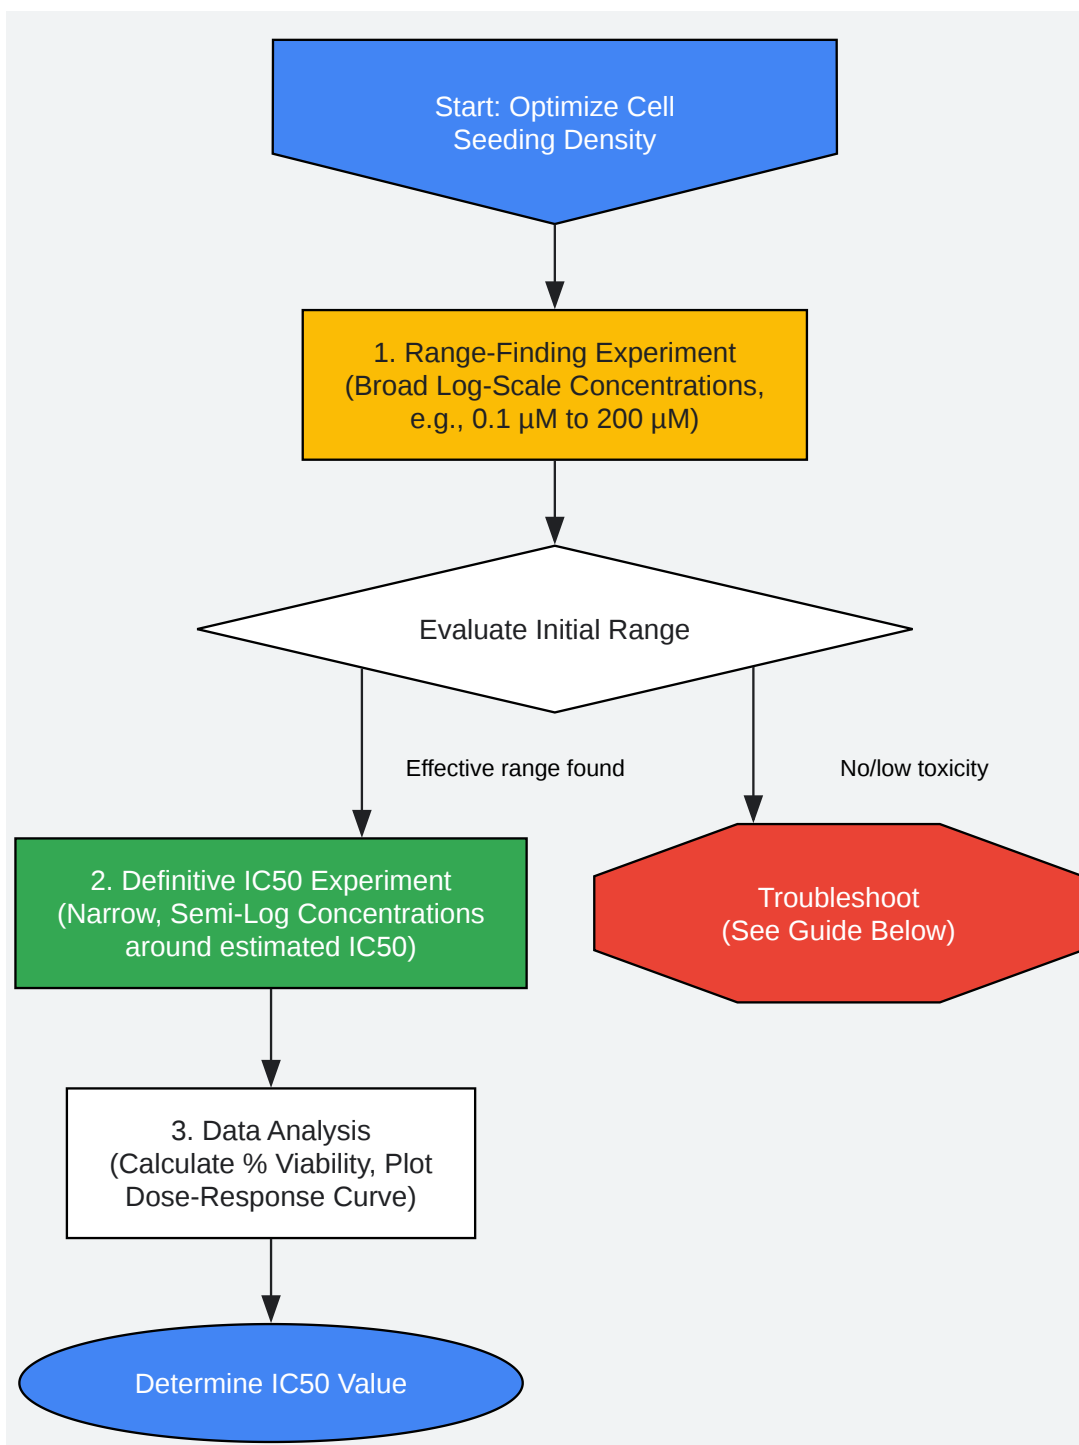 Start: Optimize Cell
Seeding Density
1. Range-Finding Experiment
(Broad Log-Scale Concentrations,
e.g., 0.1 µM to 200 µM)
Evaluate Initial Range
Effective range found
No/low toxicity
2. Definitive IC50 Experiment
(Narrow, Semi-Log Concentrations
around estimated IC50)
Troubleshoot
(See Guide Below)
3. Data Analysis
(Calculate % Viability, Plot
Dose-Response Curve)
Determine IC50 Value